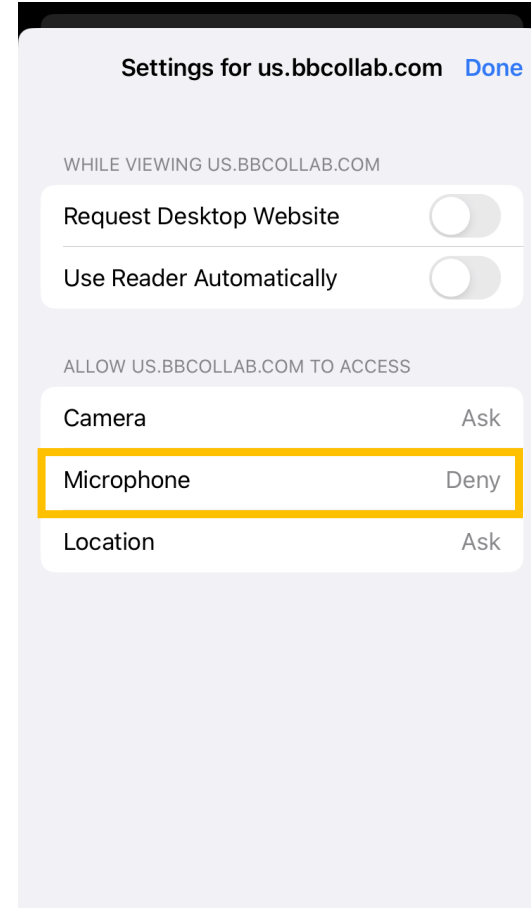 Settings for us.bbcollab.com Done
WHILE VIEWING US.BBCOLLAB.COM
Request Desktop Website
Use Reader Automatically
ALLOW US.BBCOLLAB.COM TO ACCESS
Camera Ask
Microphone Deny
Location Ask